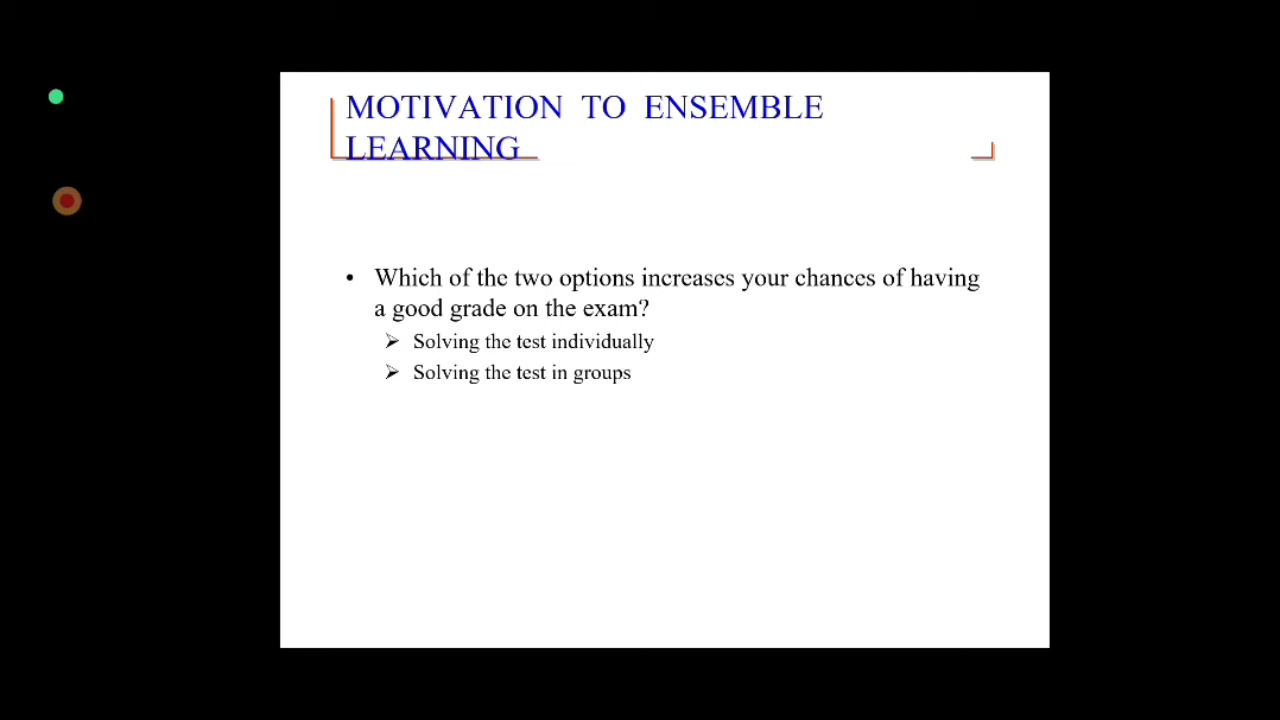 MOTIVATION TO ENSEMBLE
LEARNING
• Which of the two options increases your chances of having
a good grade on the exam?
➢ Solving the test individually
➢ Solving the test in groups